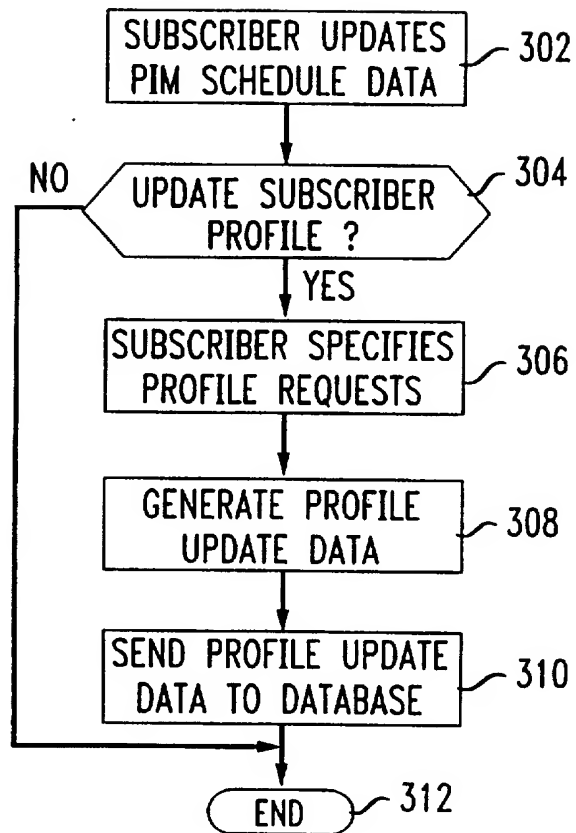 SUBSCRIBER UPDATES
PIM SCHEDULE DATA
302
NO
UPDATE SUBSCRIBER
PROFILE ?
304
YES
SUBSCRIBER SPECIFIES
PROFILE REQUESTS
306
GENERATE PROFILE
UPDATE DATA
308
SEND PROFILE UPDATE
DATA TO DATABASE
310
END
312